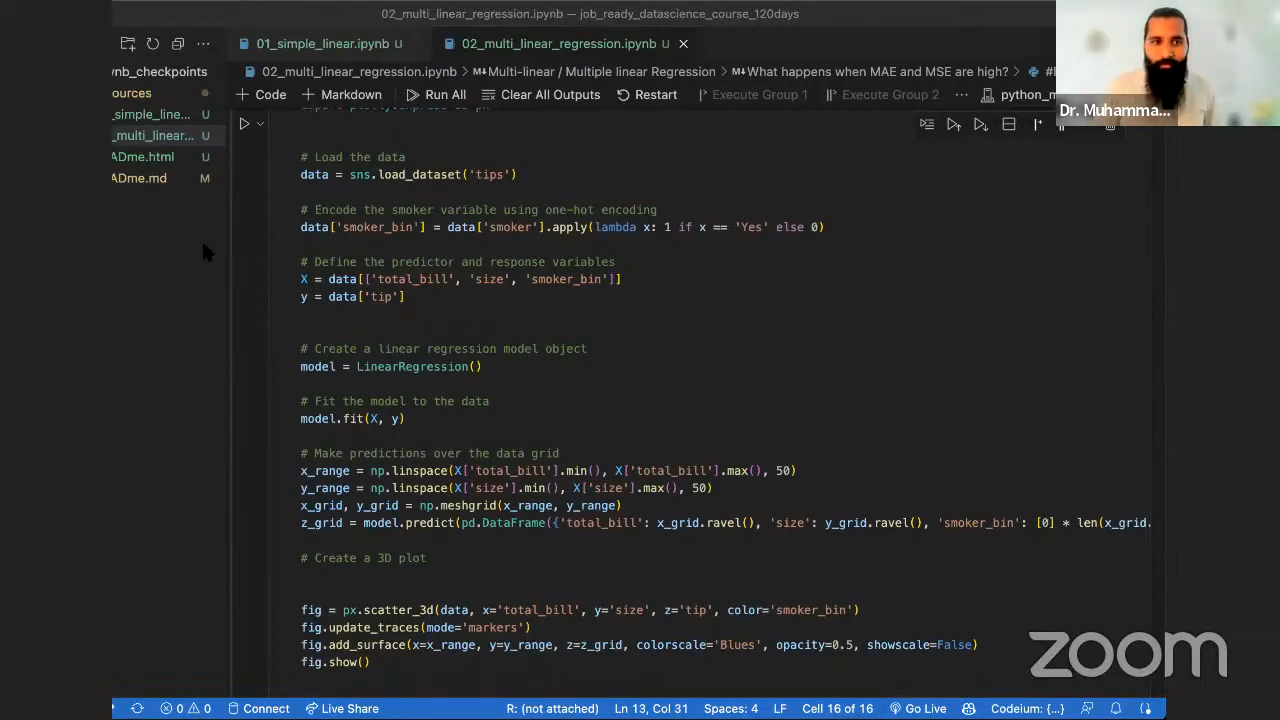 02_multi_linear_regression.ipynb — job_ready_datascience_course_120days
01_simple_linear.ipynb U
02_multi_linear_regression.ipynb U
ynb_checkpoints
ources
_simple_line... U
_multi_linear... U
ADme.html U
ADme.md M
02_multi_linear_regression.ipynb > M↓Multi-linear / Multiple linear Regression > M↓What happens when MAE and MSE are high? >
+ Code + Markdown Run All Clear All Outputs Restart Execute Group 1 Execute Group 2 ... python_m
Dr. Muhamma...
# Load the data
data = sns.load_dataset('tips')
# Encode the smoker variable using one-hot encoding
data['smoker_bin'] = data['smoker'].apply(lambda x: 1 if x == 'Yes' else 0)
# Define the predictor and response variables
X = data[['total_bill', 'size', 'smoker_bin']]
y = data['tip']
# Create a linear regression model object
model = LinearRegression()
# Fit the model to the data
model.fit(X, y)
# Make predictions over the data grid
x_range = np.linspace(X['total_bill'].min(), X['total_bill'].max(), 50)
y_range = np.linspace(X['size'].min(), X['size'].max(), 50)
x_grid, y_grid = np.meshgrid(x_range, y_range)
z_grid = model.predict(pd.DataFrame({'total_bill': x_grid.ravel(), 'size': y_grid.ravel(), 'smoker_bin': [0] * len(x_grid.
# Create a 3D plot
fig = px.scatter_3d(data, x='total_bill', y='size', z='tip', color='smoker_bin')
fig.update_traces(mode='markers')
fig.add_surface(x=x_range, y=y_range, z=z_grid, colorscale='Blues', opacity=0.5, showscale=False)
fig.show()
zoom
0 0 Connect Live Share R: (not attached) Ln 13, Col 31 Spaces: 4 LF Cell 16 of 16 Go Live Codeium: {...}